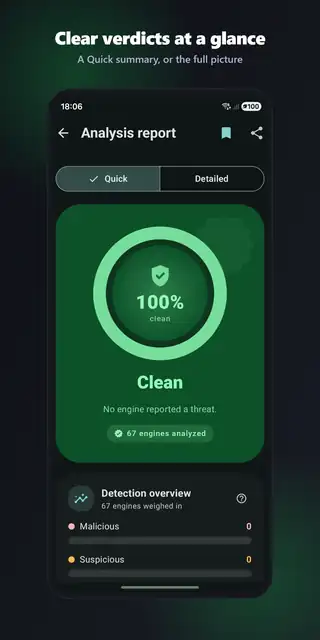 Clear verdicts at a glance
A Quick summary, or the full picture
18:06
100
Analysis report
Quick
Detailed
100%
clean
Clean
No engine reported a threat.
67 engines analyzed
Detection overview
67 engines weighed in
Malicious
0
Suspicious
0